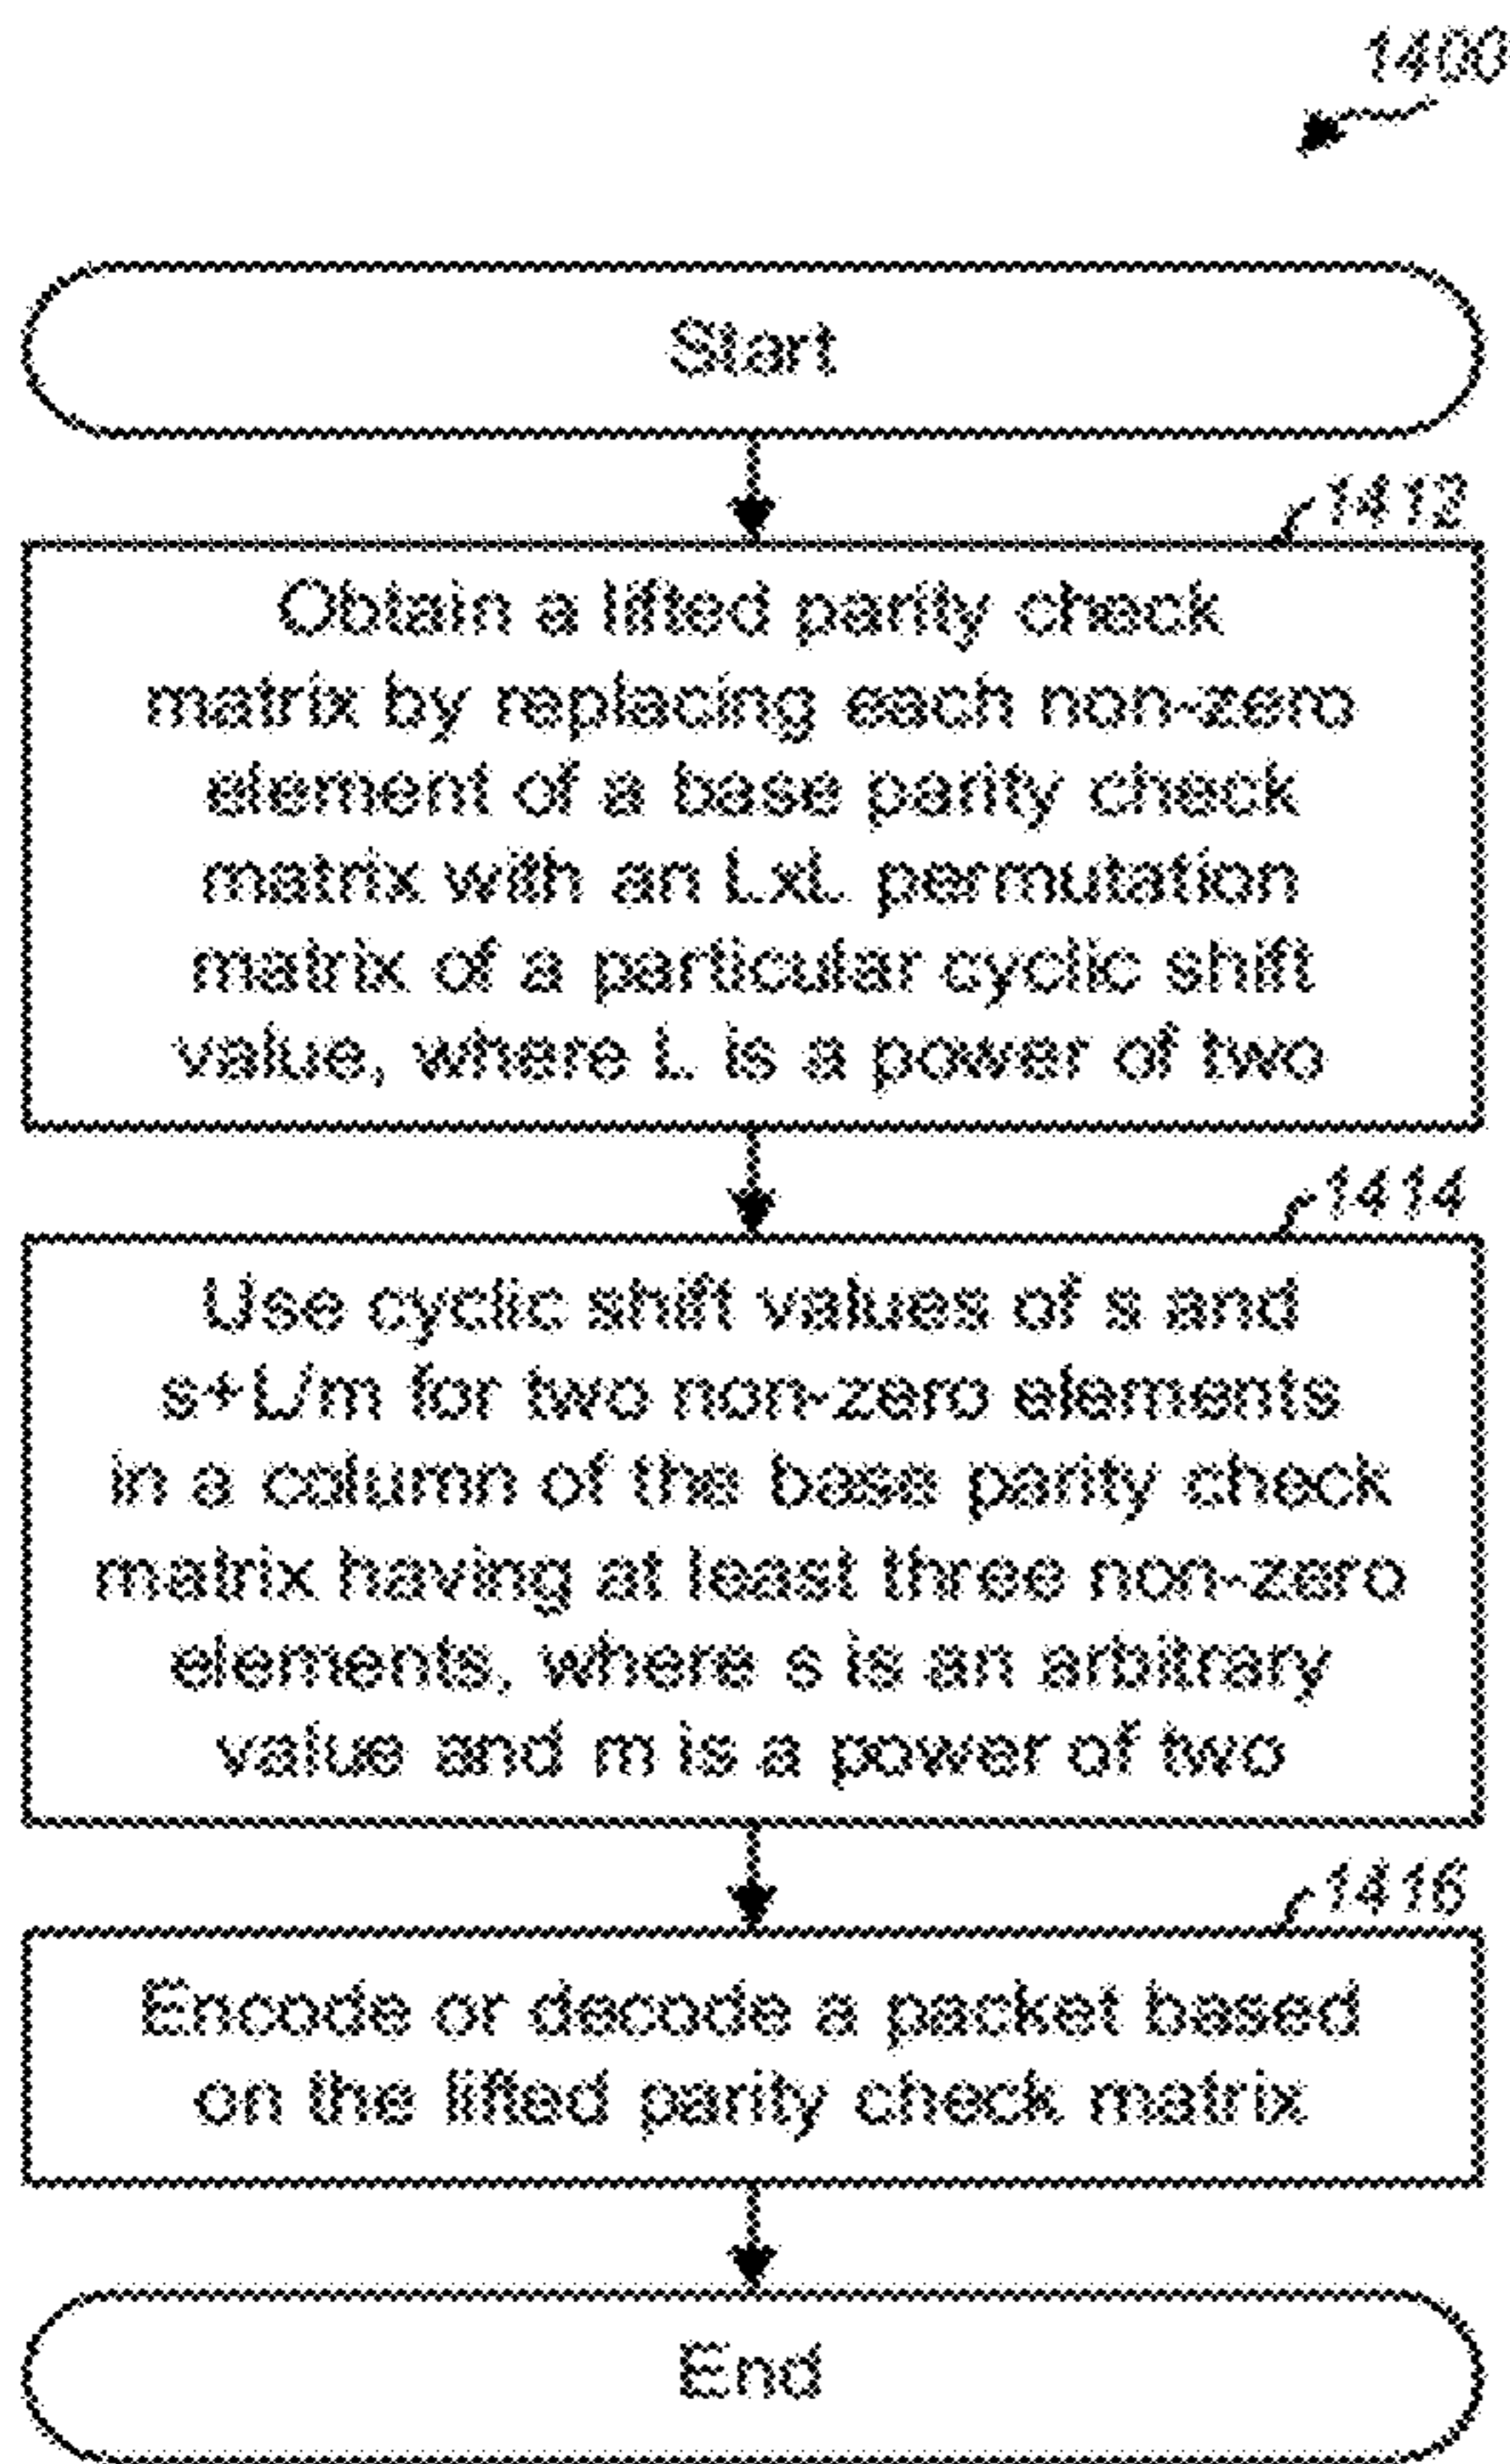 1400
Start
1412
Obtain a lifted parity check
matrix by replacing each non-zero
element of a base parity check
matrix with an LxL permutation
matrix of a particular cyclic shift
value, where L is a power of two
1414
Use cyclic shift values of s and
s+L/m for two non-zero elements
in a column of the base parity check
matrix having at least three non-zero
elements, where s is an arbitrary
value and m is a power of two
1416
Encode or decode a packet based
on the lifted parity check matrix
End